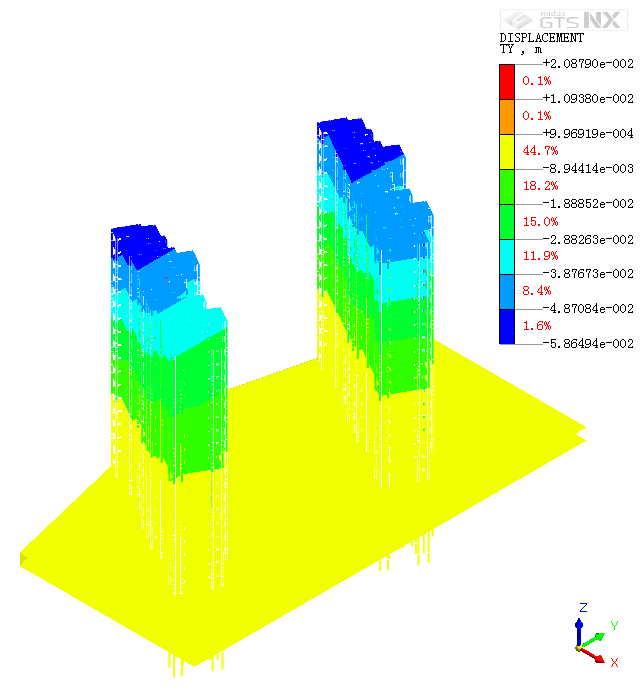 midas
GTS NX
DISPLACEMENT
TY , m
+2.08790e-002
0.1%
+1.09380e-002
0.1%
+9.96919e-004
44.7%
-8.94414e-003
18.2%
-1.88852e-002
15.0%
-2.88263e-002
11.9%
-3.87673e-002
8.4%
-4.87084e-002
1.6%
-5.86494e-002
Z
Y
X